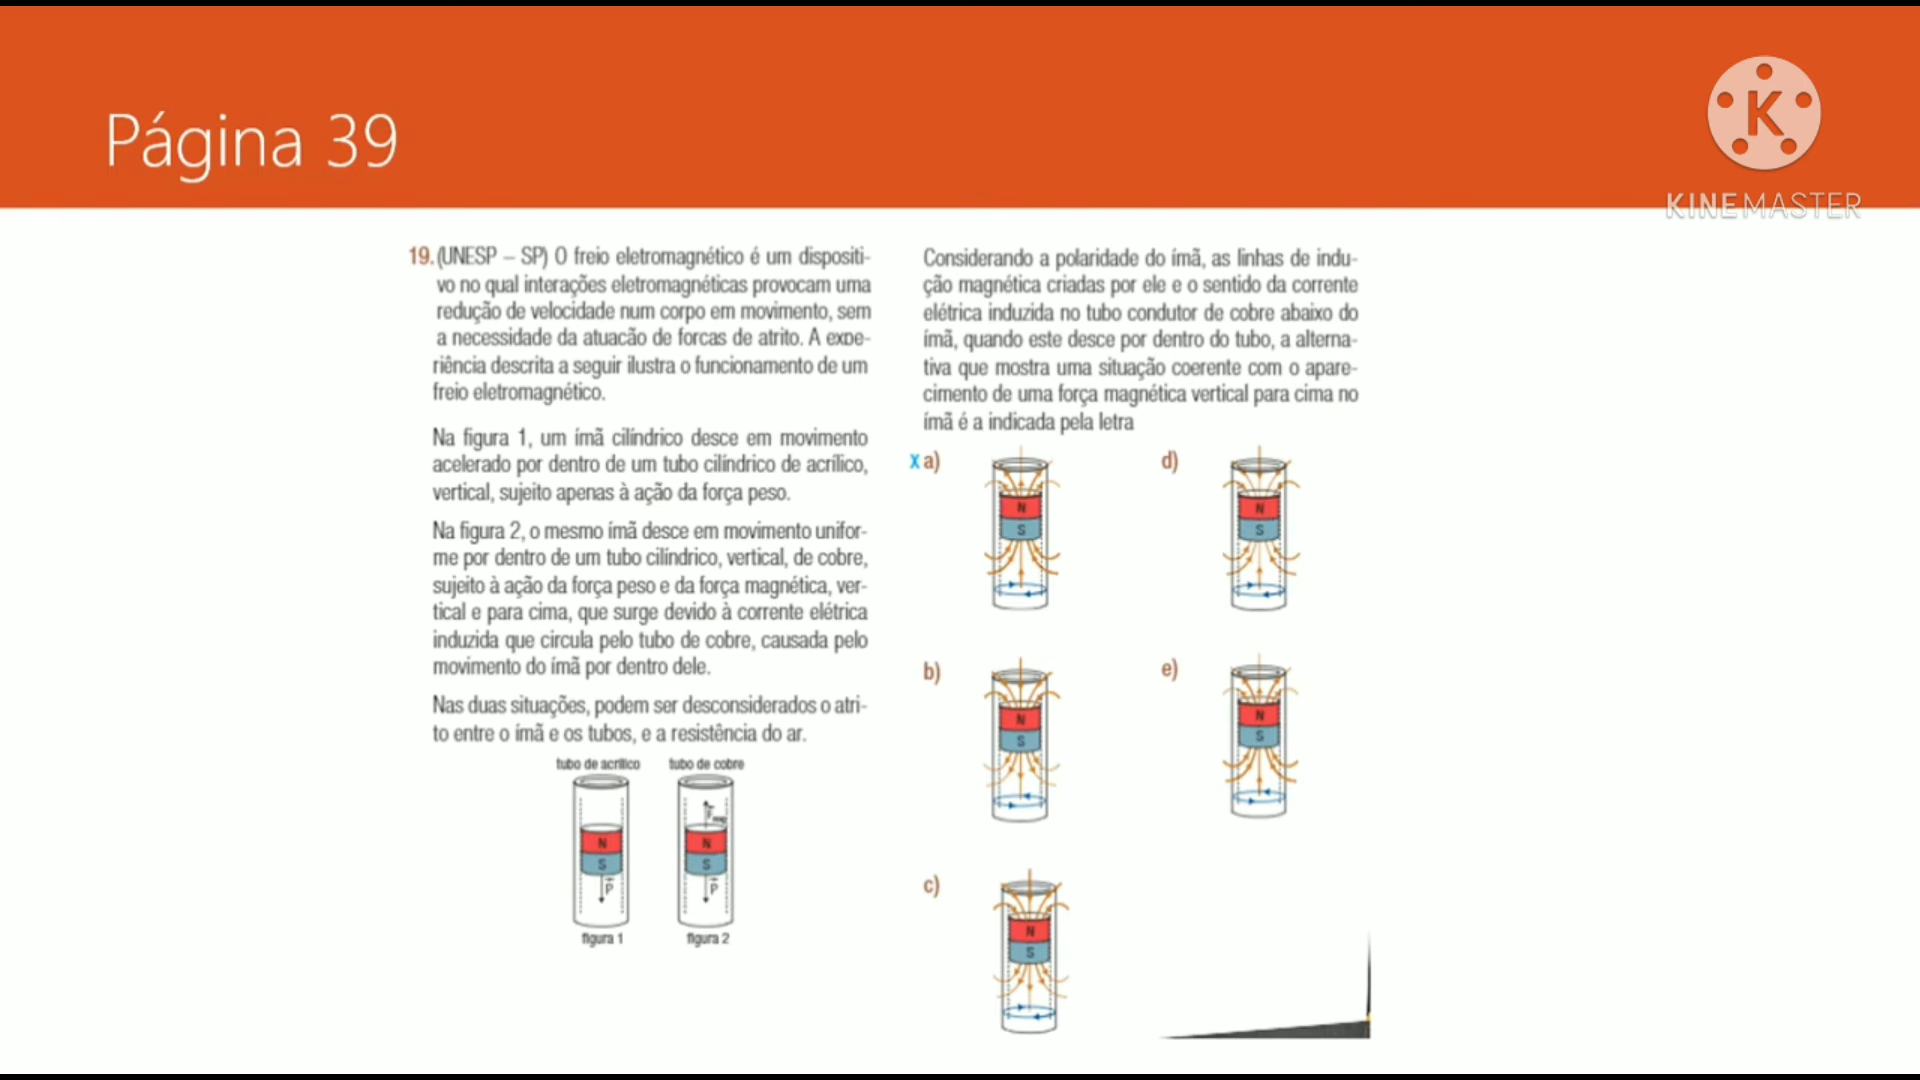 Página 39
K
KINEMASTER
19. (UNESP – SP) O freio eletromagnético é um dispositi-
vo no qual interações eletromagnéticas provocam uma
redução de velocidade num corpo em movimento, sem
a necessidade da atuacão de forcas de atrito. A expe-
riência descrita a seguir ilustra o funcionamento de um
freio eletromagnético.
Na figura 1, um ímã cilíndrico desce em movimento
acelerado por dentro de um tubo cilíndrico de acrílico,
vertical, sujeito apenas à ação da força peso.
Na figura 2, o mesmo ímã desce em movimento unifor-
me por dentro de um tubo cilíndrico, vertical, de cobre,
sujeito à ação da força peso e da força magnética, ver-
tical e para cima, que surge devido à corrente elétrica
induzida que circula pelo tubo de cobre, causada pelo
movimento do ímã por dentro dele.
Nas duas situações, podem ser desconsiderados o atri-
to entre o ímã e os tubos, e a resistência do ar.
tubo de acrílico tubo de cobre
F mag
N N
S S
P P
figura 1 figura 2
Considerando a polaridade do ímã, as linhas de indu-
ção magnética criadas por ele e o sentido da corrente
elétrica induzida no tubo condutor de cobre abaixo do
ímã, quando este desce por dentro do tubo, a alterna-
tiva que mostra uma situação coerente com o apare-
cimento de uma força magnética vertical para cima no
ímã é a indicada pela letra
x a)
N
S
b)
N
S
c)
N
S
d)
N
S
e)
N
S